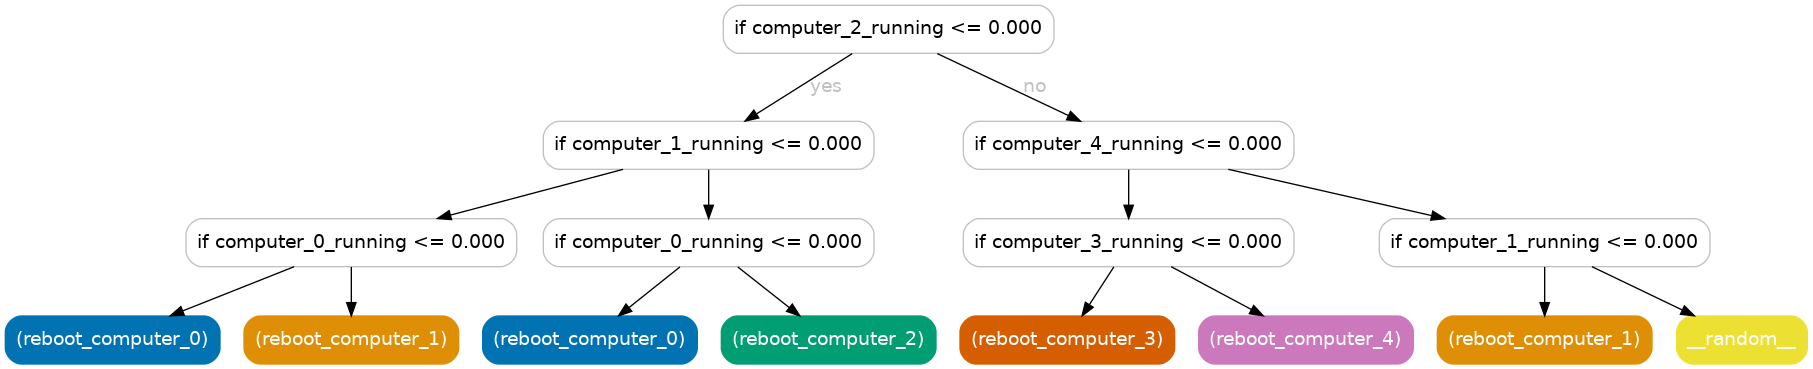 if computer_2_running <= 0.000
yes
no
if computer_1_running <= 0.000
if computer_4_running <= 0.000
if computer_0_running <= 0.000
if computer_0_running <= 0.000
if computer_3_running <= 0.000
if computer_1_running <= 0.000
(reboot_computer_0)
(reboot_computer_1)
(reboot_computer_0)
(reboot_computer_2)
(reboot_computer_3)
(reboot_computer_4)
(reboot_computer_1)
__random__